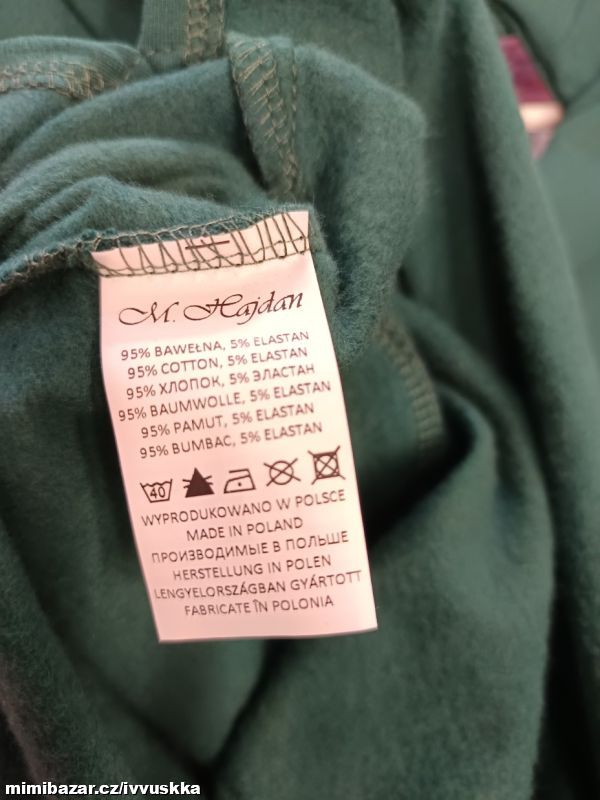 M. Hajdan
95% BAWEŁNA, 5% ELASTAN
95% COTTON, 5% ELASTAN
95% ХЛОПОК, 5% ЭЛАСТАН
95% BAUMWOLLE, 5% ELASTAN
95% PAMUT, 5% ELASTAN
95% BUMBAC, 5% ELASTAN
40
WYPRODUKOWANO W POLSCE
MADE IN POLAND
ПРОИЗВОДИМЫЕ В ПОЛЬШЕ
HERSTELLUNG IN POLEN
LENGYELORSZÁGBAN GYÁRTOTT
FABRICATE ÎN POLONIA
mimibazar.cz/ivvuskka